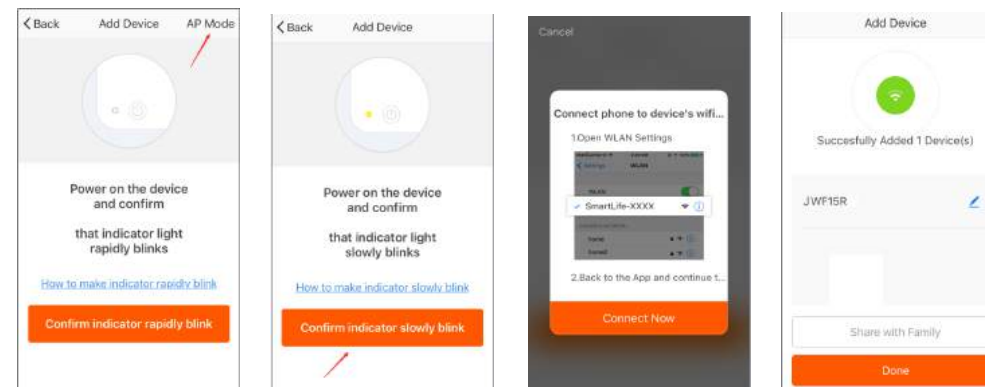 Back Add Device AP Mode
Power on the device
and confirm
that indicator light
rapidly blinks
How to make indicator rapidly blink
Confirm indicator rapidly blink
Back Add Device
Power on the device
and confirm
that indicator light
slowly blinks
How to make indicator slowly blink
Confirm indicator slowly blink
Cancel
Connect phone to device's wifi...
1.Open WLAN Settings
Settings WLAN
WLAN
SmartLife-XXXX
2.Back to the App and continue t...
Connect Now
Add Device
Succesfully Added 1 Device(s)
JWF15R
Share with Family
Done